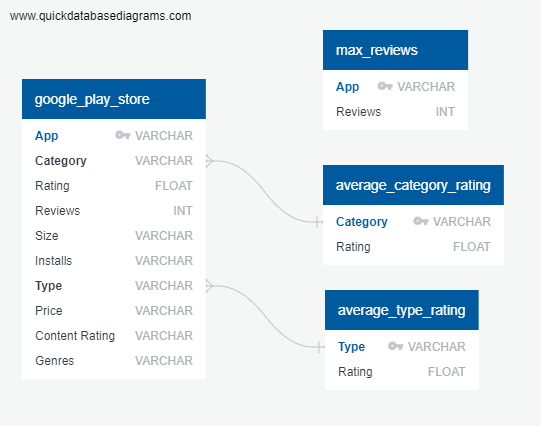 www.quickdatabasediagrams.com
google_play_store
App VARCHAR
Category VARCHAR
Rating FLOAT
Reviews INT
Size VARCHAR
Installs VARCHAR
Type VARCHAR
Price VARCHAR
Content Rating VARCHAR
Genres VARCHAR
max_reviews
App VARCHAR
Reviews INT
average_category_rating
Category VARCHAR
Rating FLOAT
average_type_rating
Type VARCHAR
Rating FLOAT